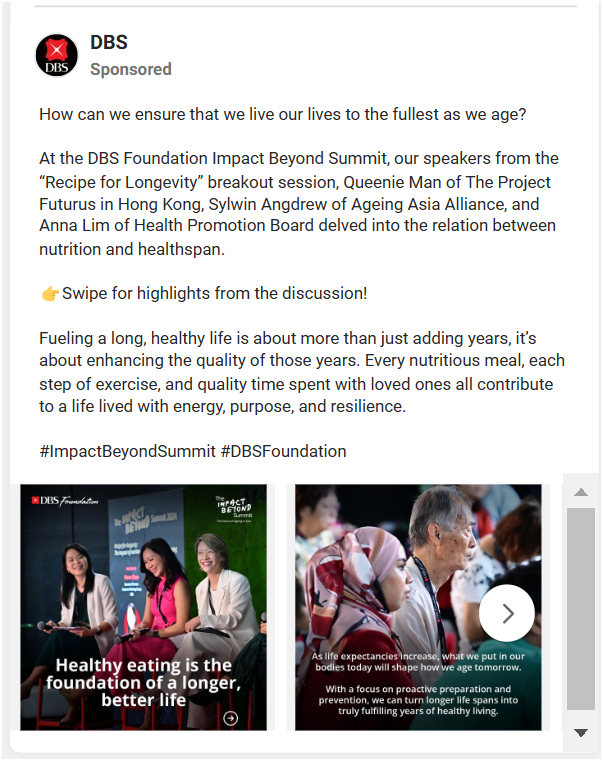 DBS
DBS
Sponsored
How can we ensure that we live our lives to the fullest as we age?
At the DBS Foundation Impact Beyond Summit, our speakers from the
“Recipe for Longevity” breakout session, Queenie Man of The Project
Futurus in Hong Kong, Sylwin Angdrew of Ageing Asia Alliance, and
Anna Lim of Health Promotion Board delved into the relation between
nutrition and healthspan.
👉Swipe for highlights from the discussion!
Fueling a long, healthy life is about more than just adding years, it’s
about enhancing the quality of those years. Every nutritious meal, each
step of exercise, and quality time spent with loved ones all contribute
to a life lived with energy, purpose, and resilience.
#ImpactBeyondSummit #DBSFoundation
DBS Foundation
The
IMPACT
BEYOND
Summit
The
IMPACT
BEYOND
Summit 2024
Healthy eating is the
foundation of a longer,
better life
As life expectancies increase, what we put in our
bodies today will shape how we age tomorrow.
With a focus on proactive preparation and
prevention, we can turn longer life spans into
truly fulfilling years of healthy living.